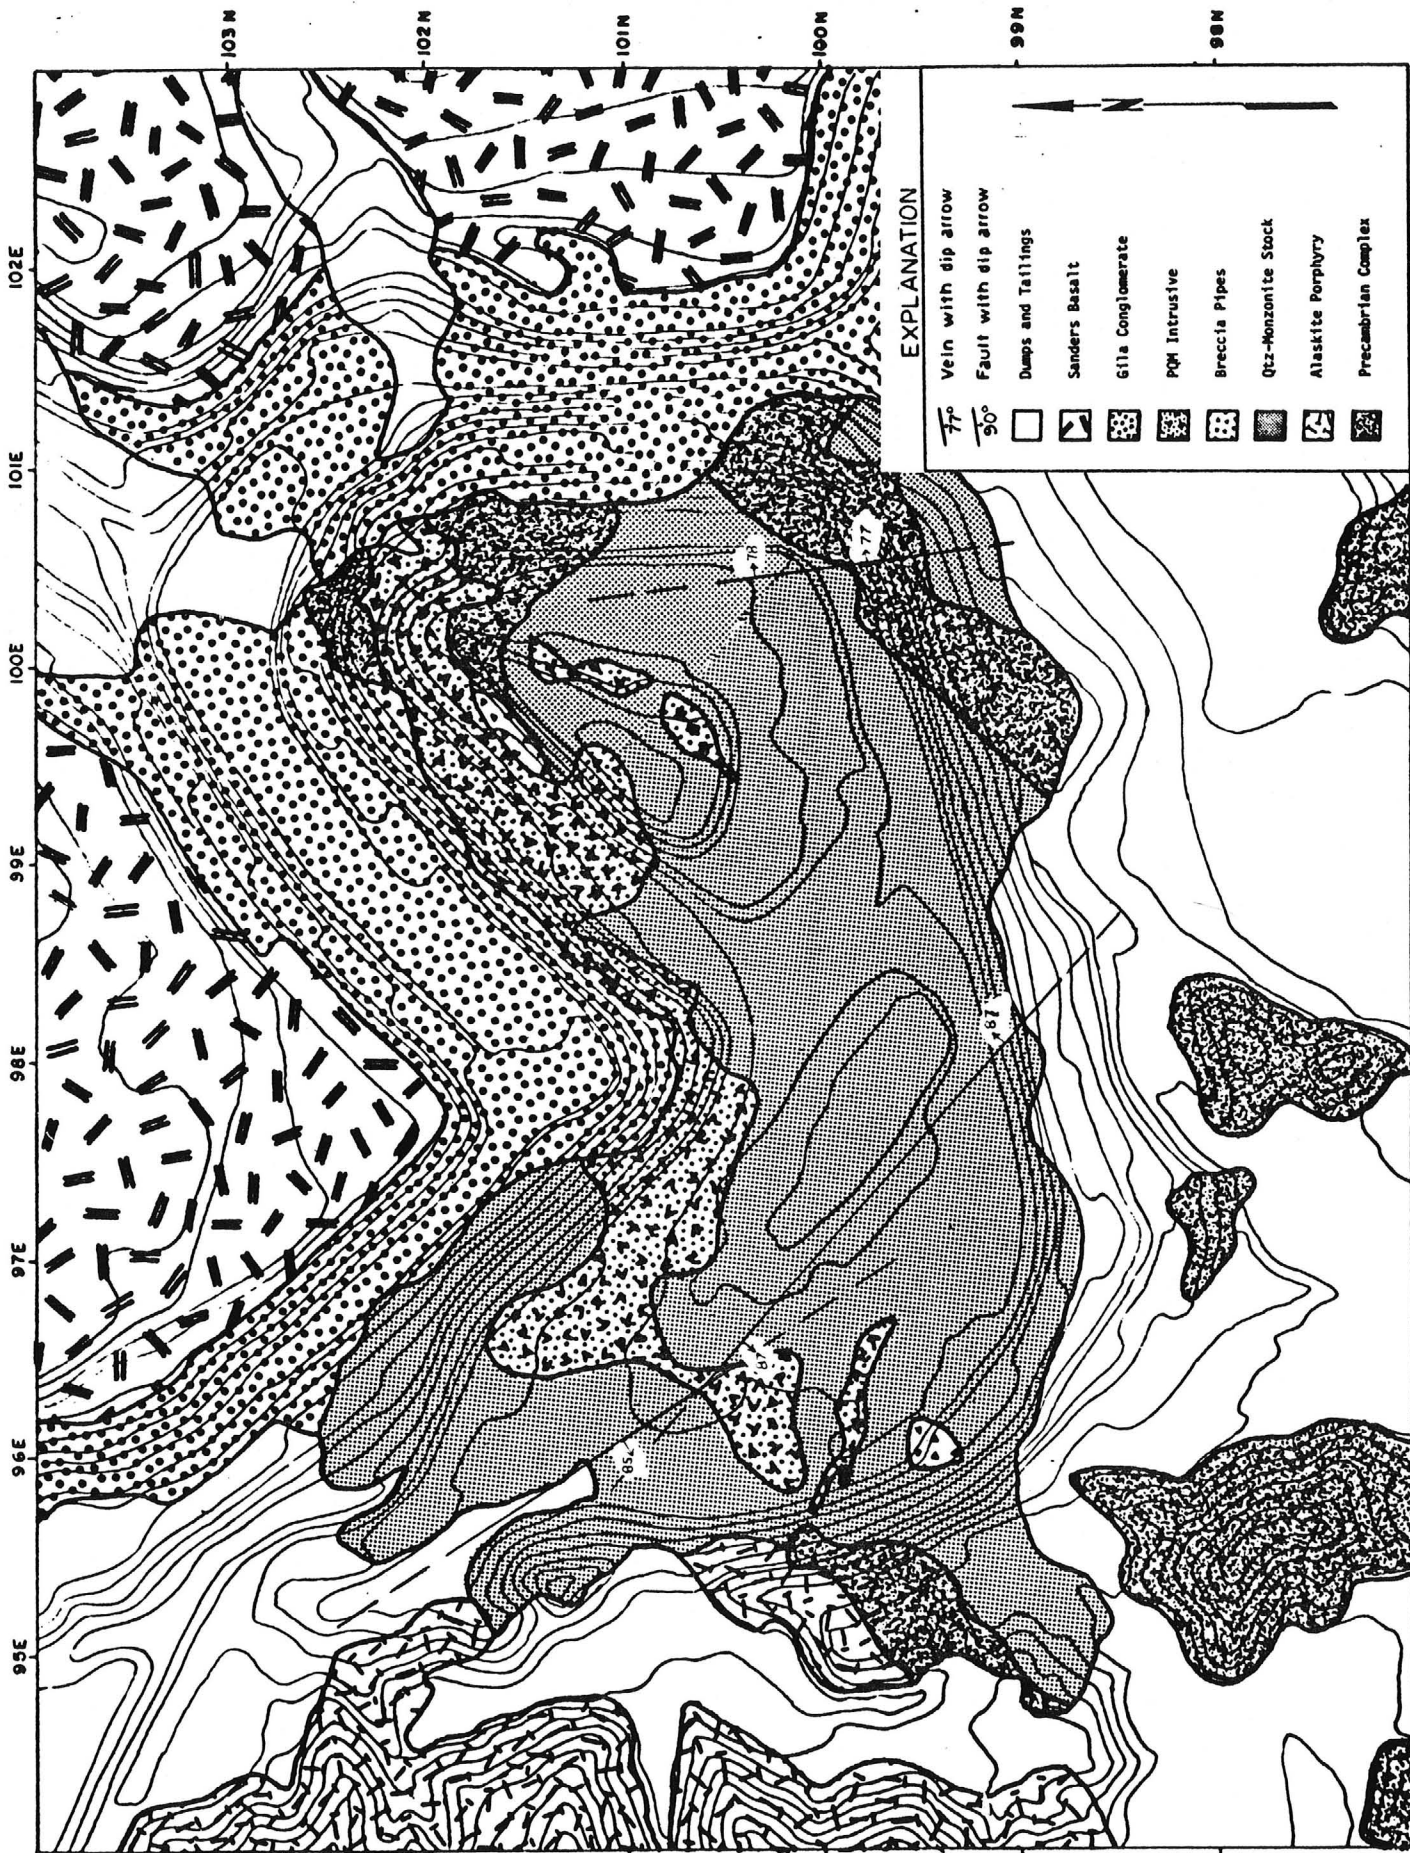 103N
102N
101N
100N
99N
98N
102E
101E
100E
99E
98E
97E
96E
95E
EXPLANATION
77° Vein with dip arrow
90° Fault with dip arrow
Dumps and Tailings
Sanders Basalt
Gila Conglomerate
PQM Intrusive
Breccia Pipes
Qtz-Monzonite Stock
Alaskite Porphyry
Precambrian Complex
N
78
77
87
85